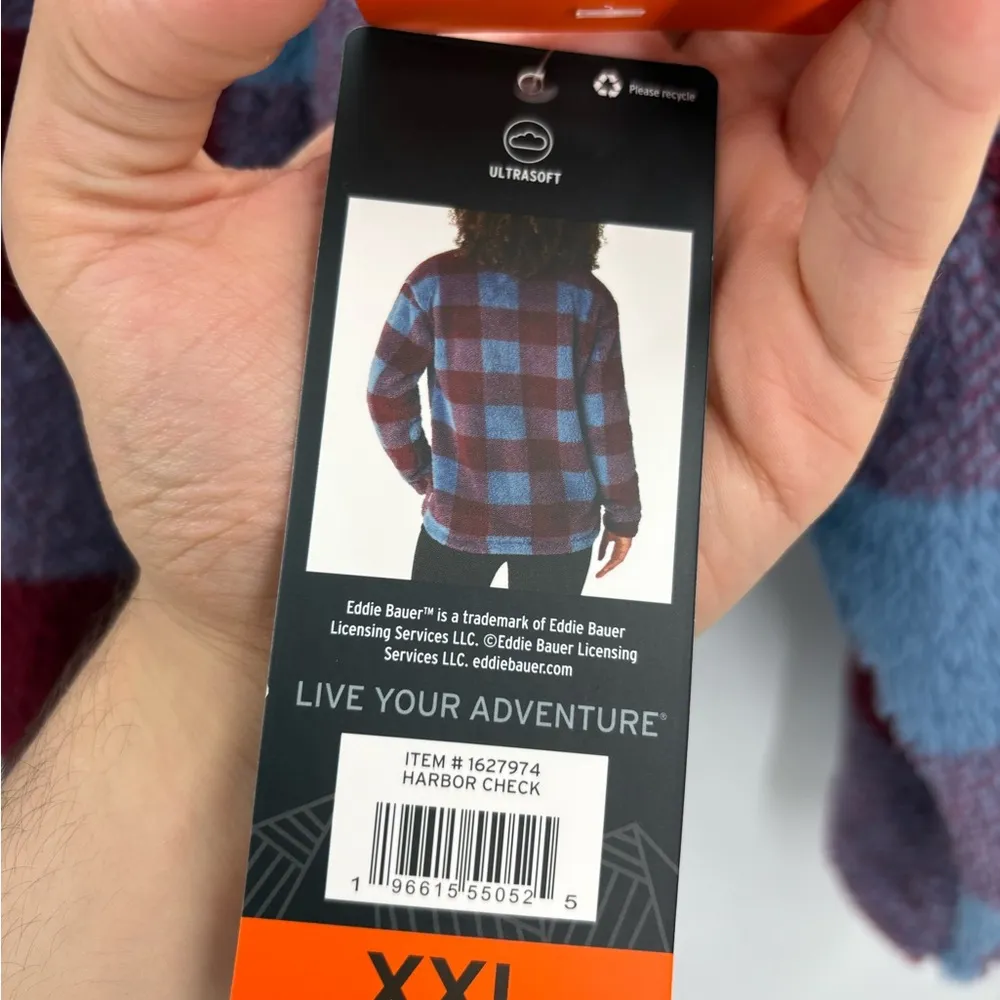 Please recycle
ULTRASOFT
Eddie Bauer™ is a trademark of Eddie Bauer
Licensing Services LLC. ©Eddie Bauer Licensing
Services LLC. eddiebauer.com
LIVE YOUR ADVENTURE®
ITEM # 1627974
HARBOR CHECK
1 96615 55052 5
XXL